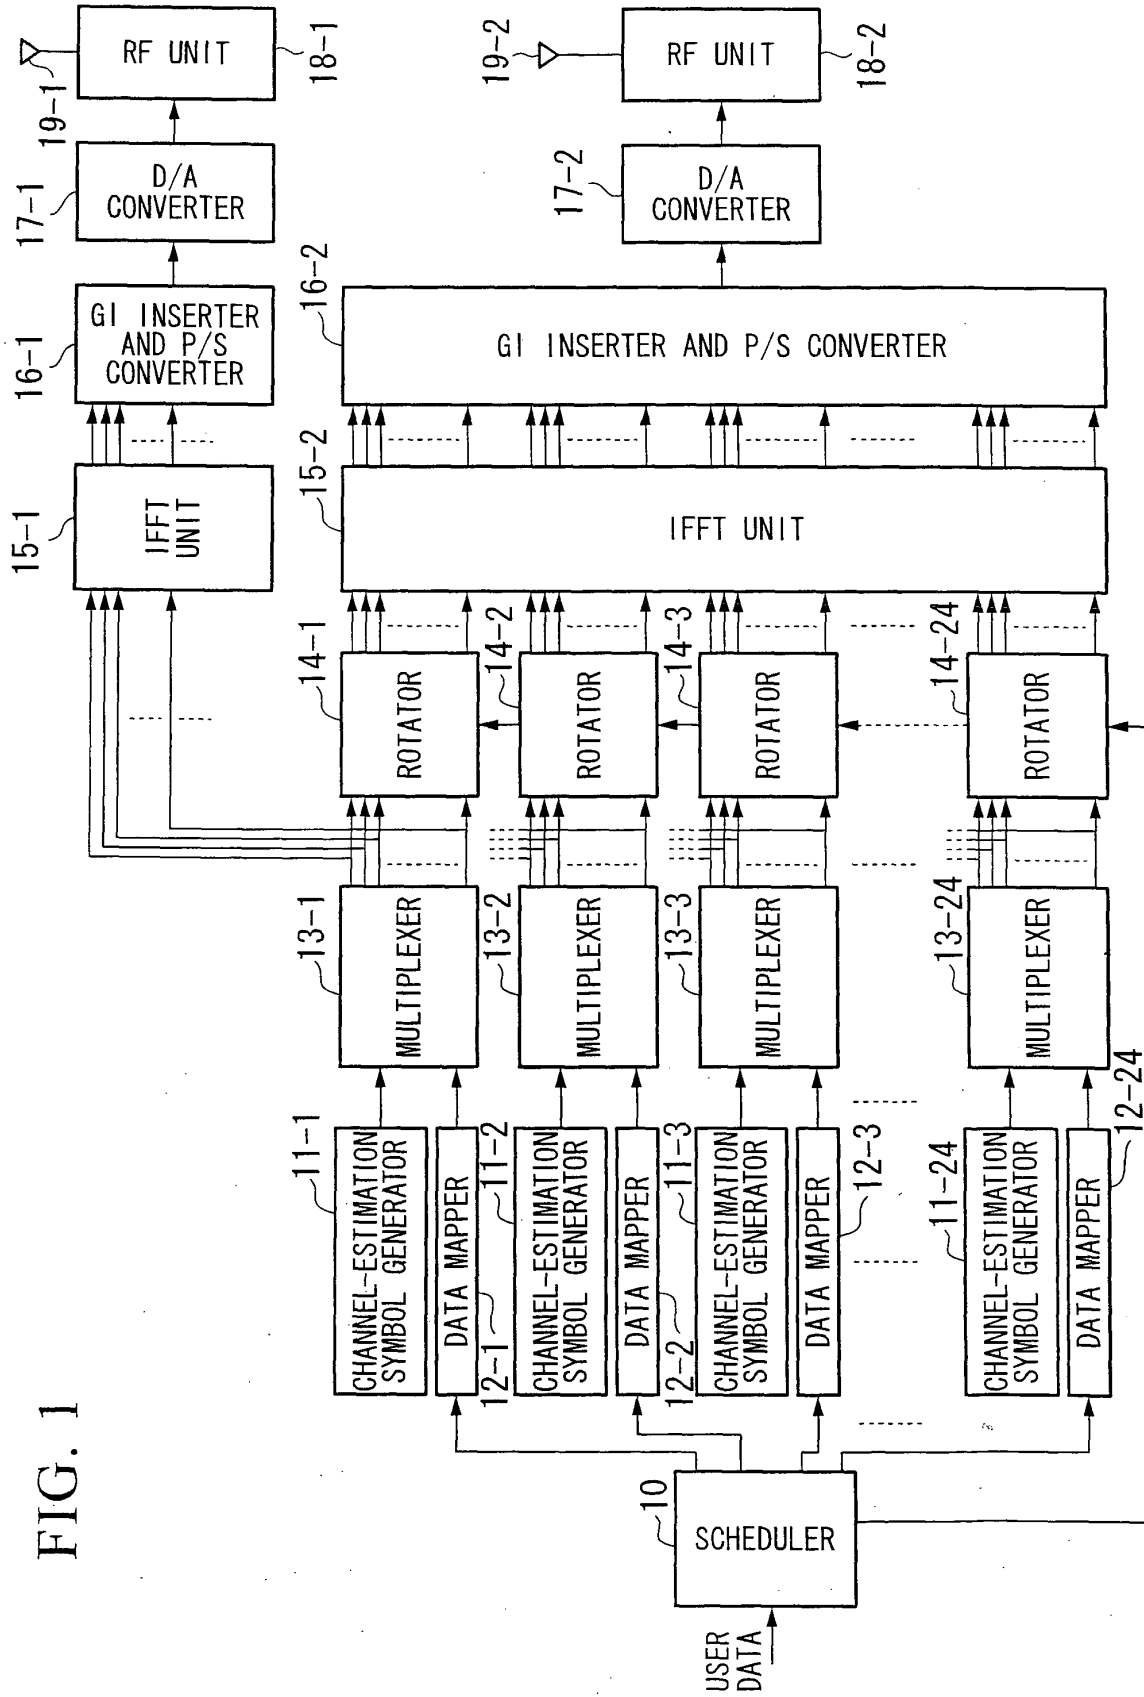 FIG. 1
USER
DATA
10
SCHEDULER
11-1
CHANNEL-ESTIMATION
SYMBOL GENERATOR
DATA MAPPER
12-1
11-2
CHANNEL-ESTIMATION
SYMBOL GENERATOR
DATA MAPPER
12-2
11-3
CHANNEL-ESTIMATION
SYMBOL GENERATOR
DATA MAPPER
12-3
11-24
CHANNEL-ESTIMATION
SYMBOL GENERATOR
DATA MAPPER
12-24
13-1
MULTIPLEXER
13-2
MULTIPLEXER
13-3
MULTIPLEXER
13-24
MULTIPLEXER
14-1
ROTATOR
14-2
ROTATOR
14-3
ROTATOR
14-24
ROTATOR
15-1
IFFT
UNIT
15-2
IFFT UNIT
16-1
GI INSERTER
AND P/S
CONVERTER
16-2
GI INSERTER AND P/S CONVERTER
17-1
D/A
CONVERTER
17-2
D/A
CONVERTER
19-1
RF UNIT
18-1
19-2
RF UNIT
18-2